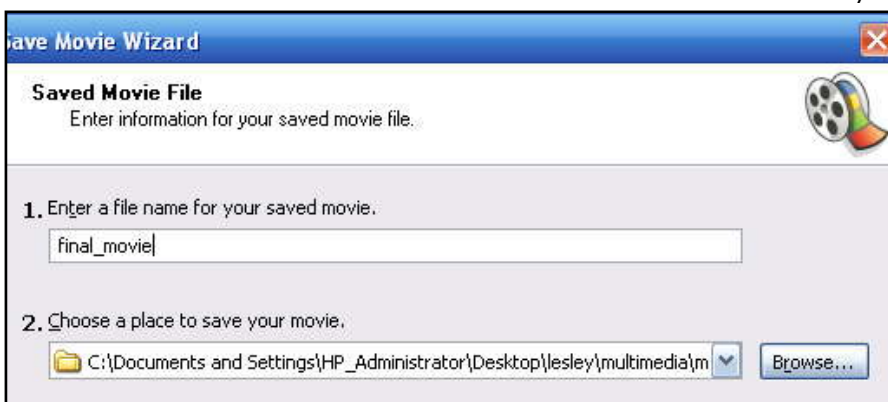 Save Movie Wizard
Saved Movie File
Enter information for your saved movie file.
1. Enter a file name for your saved movie.
final_movie
2. Choose a place to save your movie.
C:\Documents and Settings\HP_Administrator\Desktop\lesley\multimedia\m
Browse...